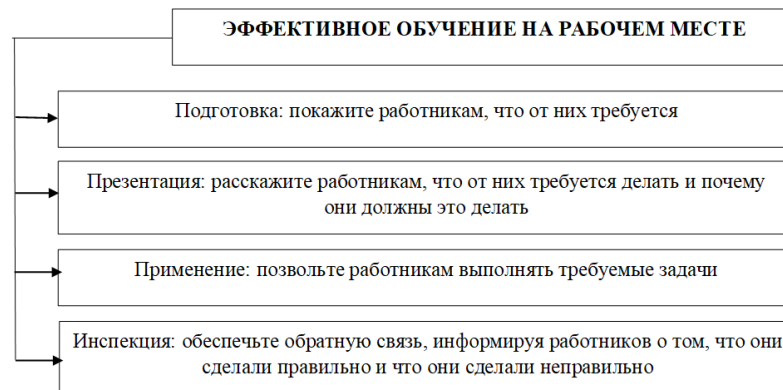 ЭФФЕКТИВНОЕ ОБУЧЕНИЕ НА РАБОЧЕМ МЕСТЕ
Подготовка: покажите работникам, что от них требуется
Презентация: расскажите работникам, что от них требуется делать и почему
они должны это делать
Применение: позвольте работникам выполнять требуемые задачи
Инспекция: обеспечьте обратную связь, информируя работников о том, что они
сделали правильно и что они сделали неправильно